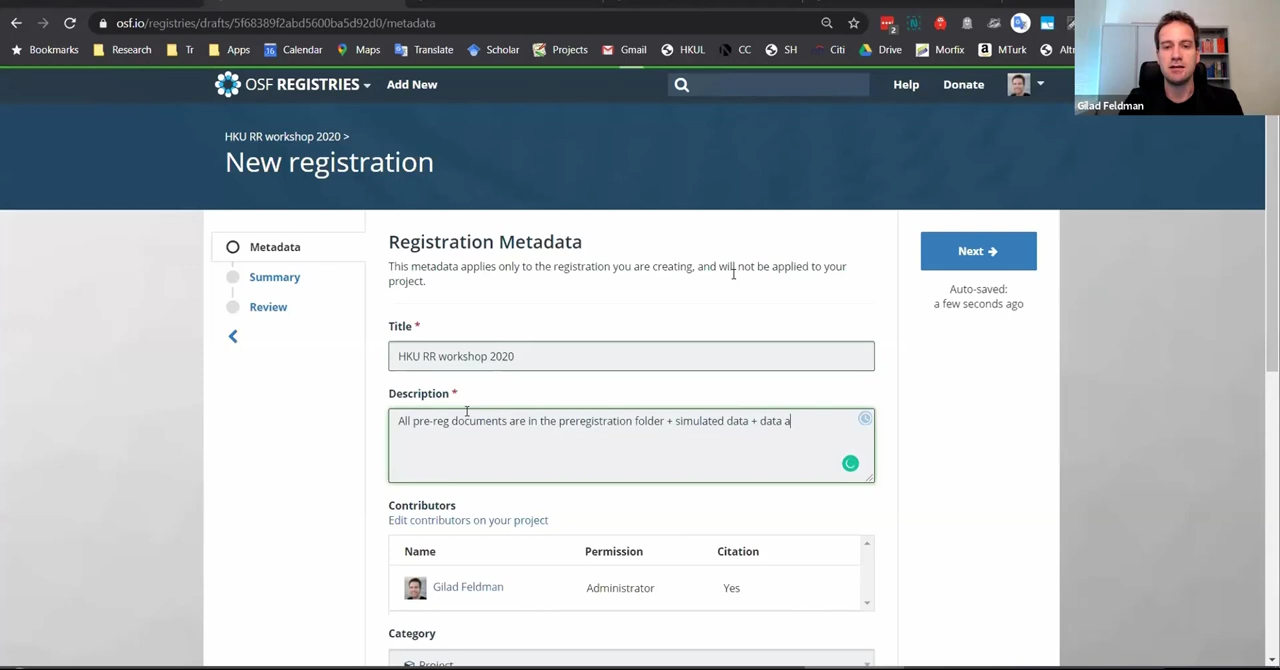 osf.io/registries/drafts/5f68389f2abd5600ba5d92d0/metadata
2
Bookmarks Research Tr Apps Calendar Maps Translate Scholar Projects Gmail HKUL CC SH Citi Drive Morfix MTurk
Gilad Feldman
OSF REGISTRIES Add New Help Donate
HKU RR workshop 2020 >
New registration
Metadata
Summary
Review
Registration Metadata
This metadata applies only to the registration you are creating, and will not be applied to your
project.
Title *
HKU RR workshop 2020
Description *
All pre-reg documents are in the preregistration folder + simulated data + data a
Contributors
Edit contributors on your project
Name Permission Citation
Gilad Feldman Administrator Yes
Category
Project
Next
Auto-saved:
a few seconds ago